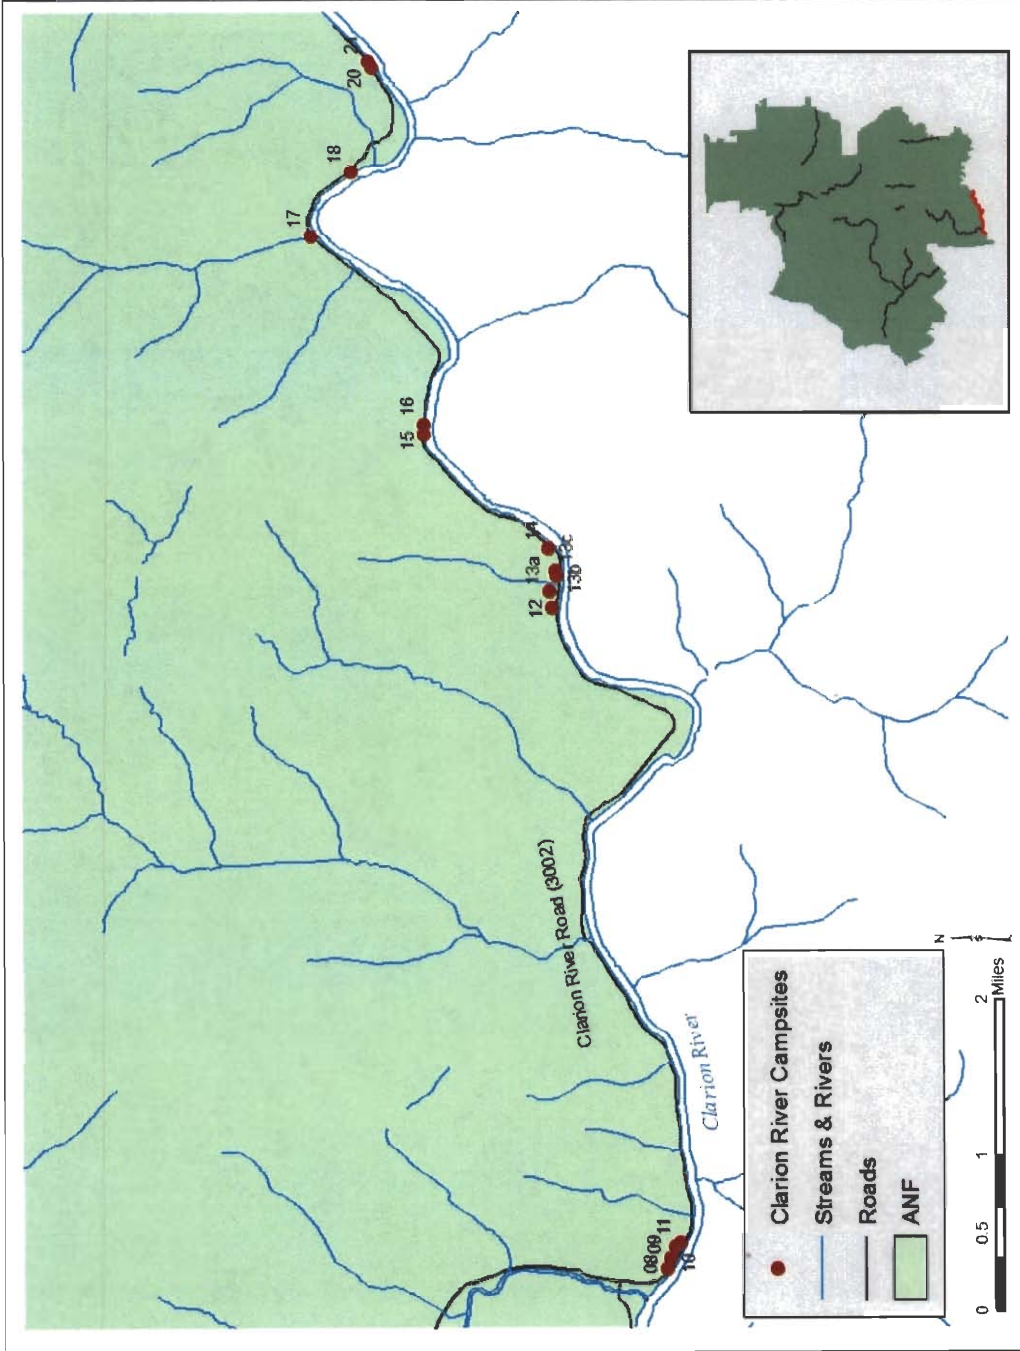 08
09
10
11
12
13a
13b
13c
14
15
16
17
18
20
21
Clarion River Road (3002)
Clarion River
Clarion River Campsites
Streams & Rivers
Roads
ANF
N
0 0.5 1 2 Miles